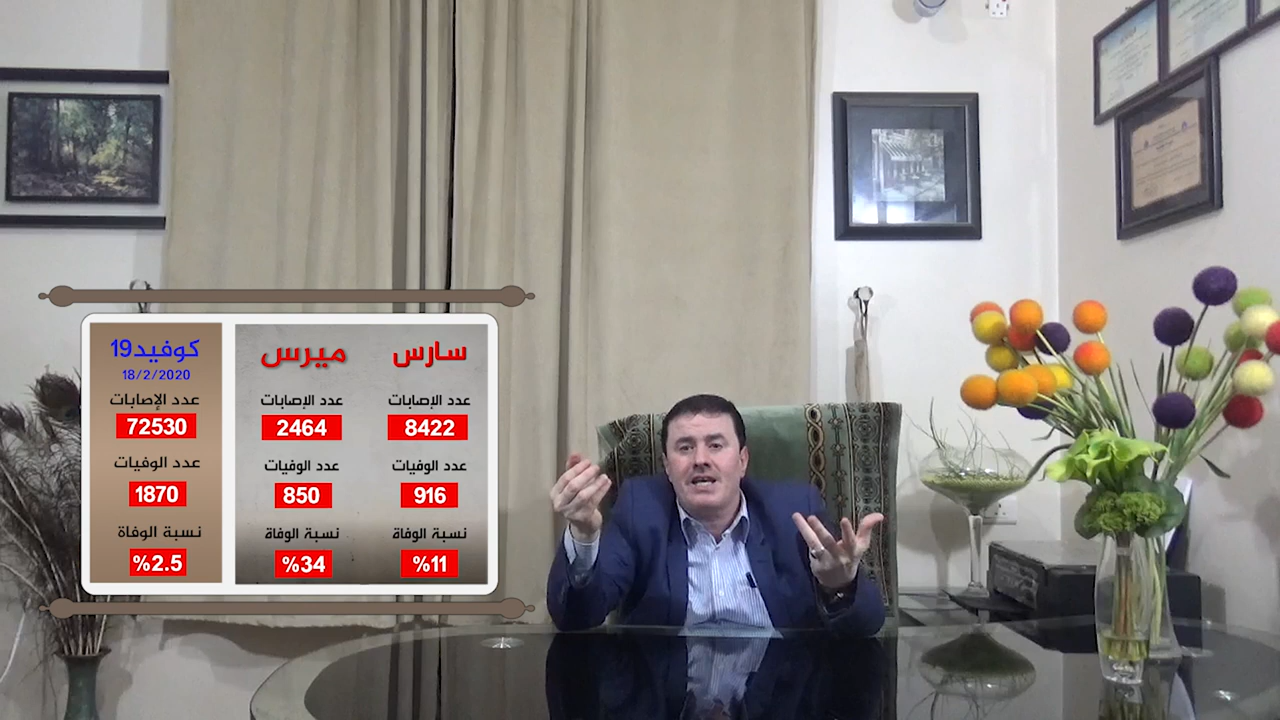 سارس
عدد الإصابات
8422
عدد الوفيات
916
نسبة الوفاة
%11
ميرس
عدد الإصابات
2464
عدد الوفيات
850
نسبة الوفاة
%34
كوفيد19
18/2/2020
عدد الإصابات
72530
عدد الوفيات
1870
نسبة الوفاة
%2.5